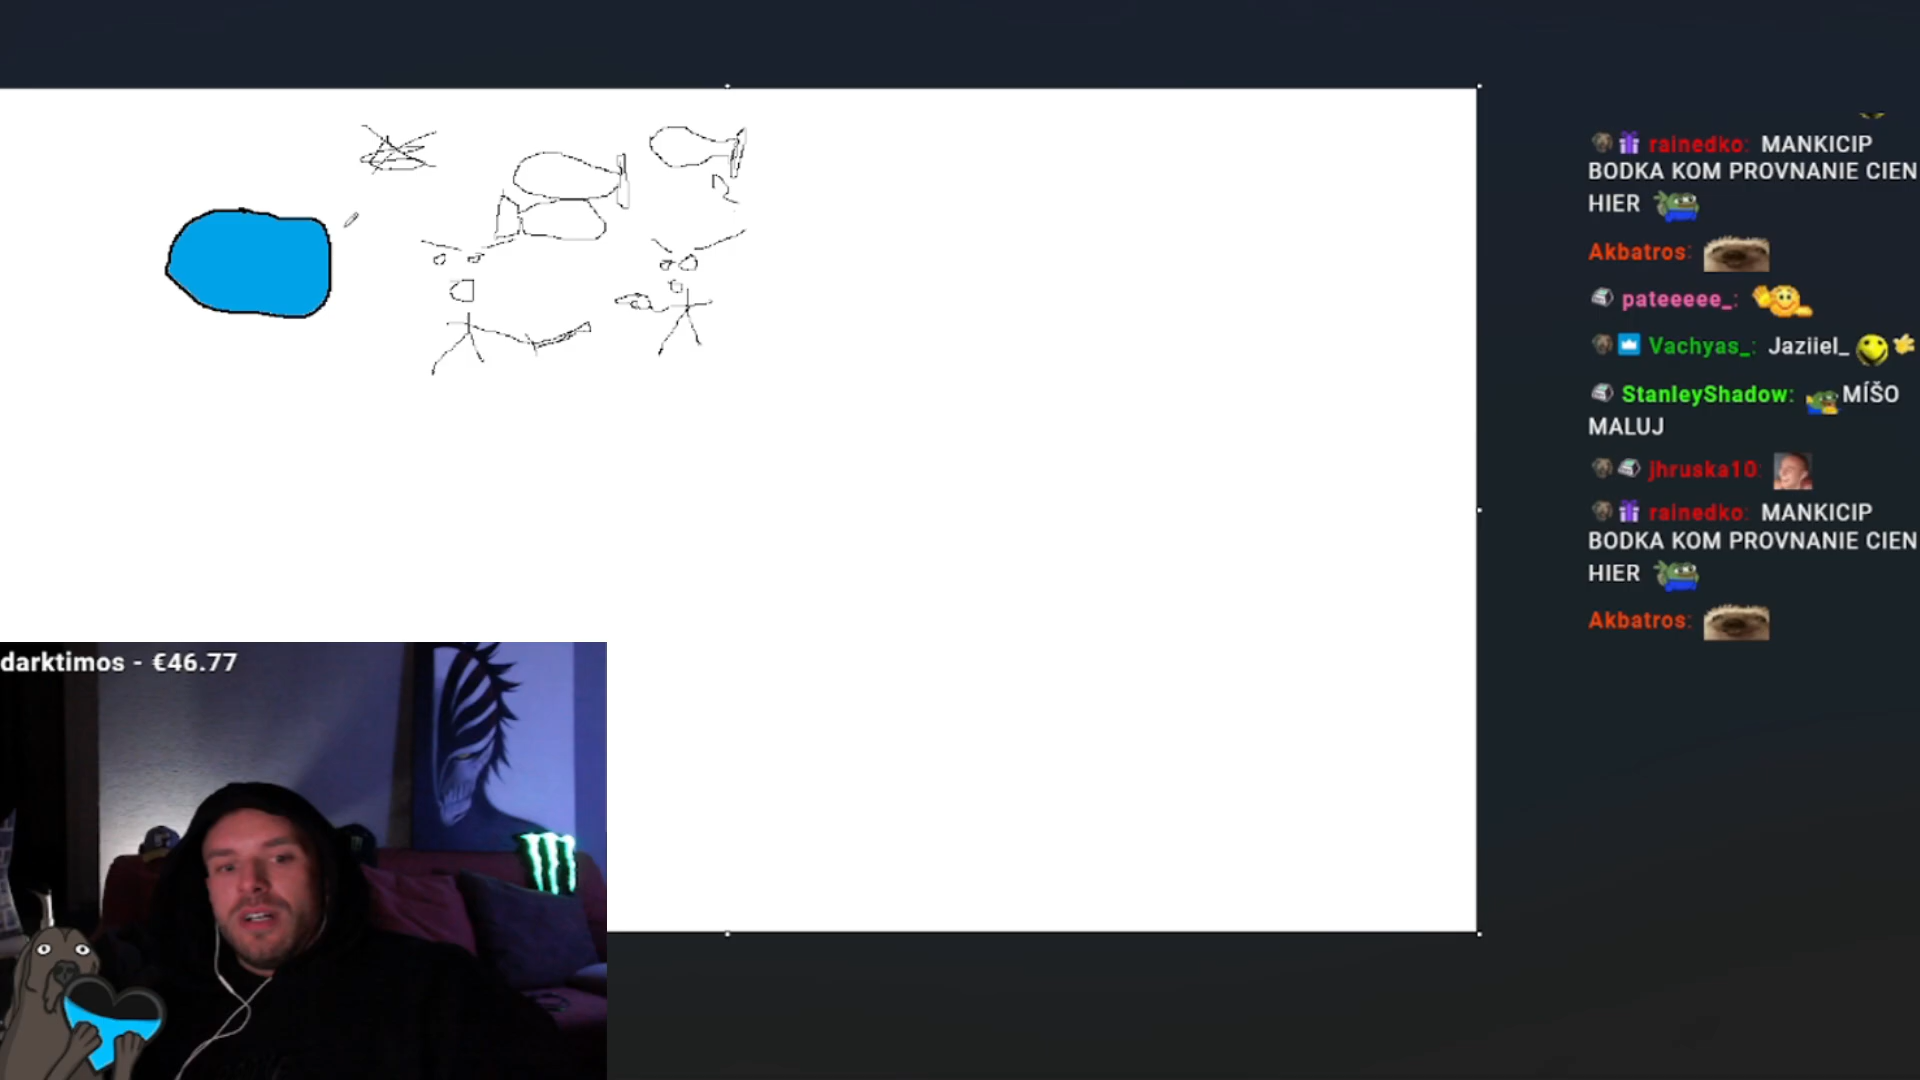 rainedko: MANKICIP
BODKA KOM PROVNANIE CIEN
HIER
Akbatros:
pateeeee_:
Vachyas_: Jaziiel_
StanleyShadow: MÍŠO
MALUJ
jhruska10:
rainedko: MANKICIP
BODKA KOM PROVNANIE CIEN
HIER
Akbatros:
darktimos - €46.77